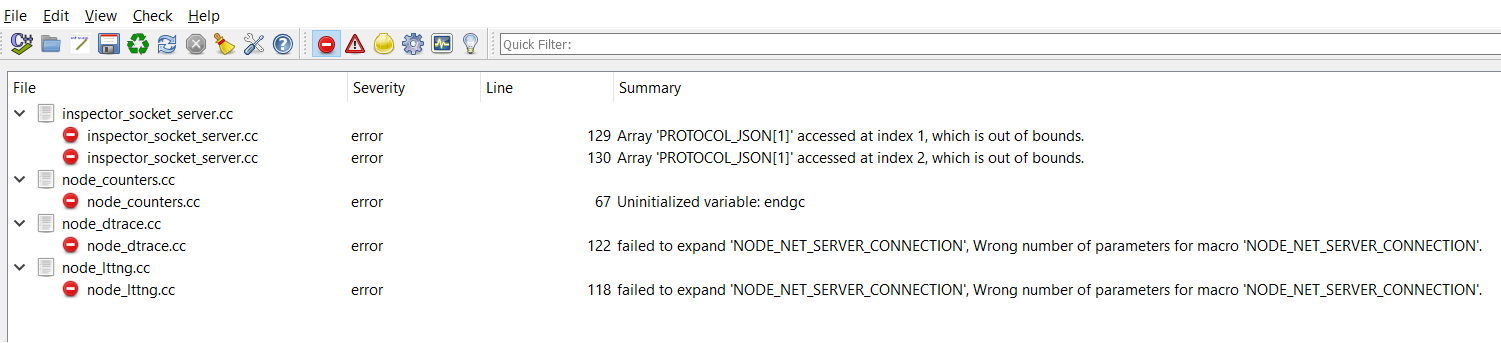 File Edit View Check Help
Quick Filter:
File Severity Line Summary
inspector_socket_server.cc
inspector_socket_server.cc error 129 Array 'PROTOCOL_JSON[1]' accessed at index 1, which is out of bounds.
inspector_socket_server.cc error 130 Array 'PROTOCOL_JSON[1]' accessed at index 2, which is out of bounds.
node_counters.cc
node_counters.cc error 67 Uninitialized variable: endgc
node_dtrace.cc
node_dtrace.cc error 122 failed to expand 'NODE_NET_SERVER_CONNECTION', Wrong number of parameters for macro 'NODE_NET_SERVER_CONNECTION'.
node_lttng.cc
node_lttng.cc error 118 failed to expand 'NODE_NET_SERVER_CONNECTION', Wrong number of parameters for macro 'NODE_NET_SERVER_CONNECTION'.